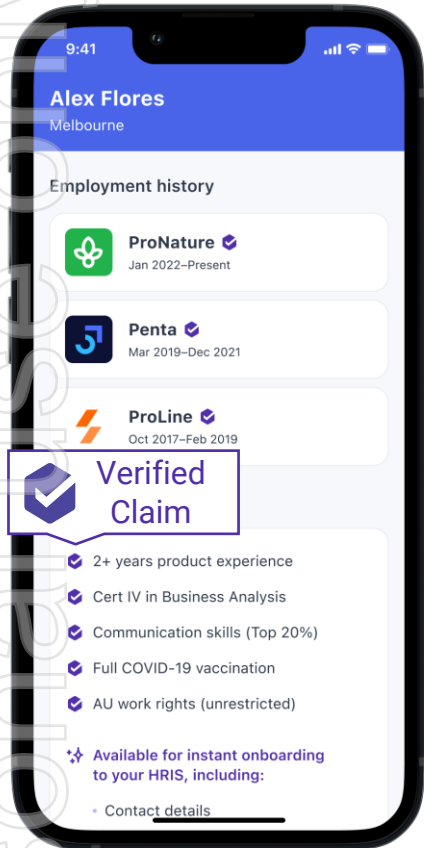 9:41
Alex Flores
Melbourne
Employment history
ProNature
Jan 2022–Present
Penta
Mar 2019–Dec 2021
ProLine
Oct 2017–Feb 2019
Verified
Claim
2+ years product experience
Cert IV in Business Analysis
Communication skills (Top 20%)
Full COVID-19 vaccination
AU work rights (unrestricted)
Available for instant onboarding
to your HRIS, including:
• Contact details